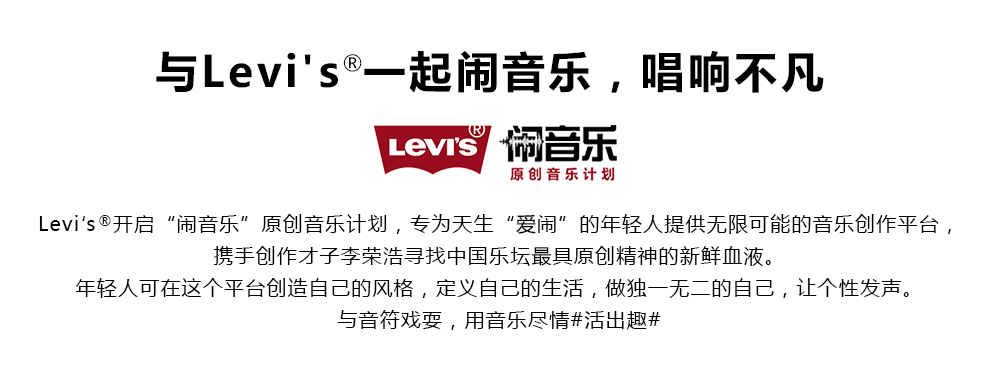 与Levi's®一起闹音乐，唱响不凡
LEVI'S® 闹音乐
原创音乐计划
Levi‘s®开启“闹音乐”原创音乐计划，专为天生“爱闹”的年轻人提供无限可能的音乐创作平台，
携手创作才子李荣浩寻找中国乐坛最具原创精神的新鲜血液。
年轻人可在这个平台创造自己的风格，定义自己的生活，做独一无二的自己，让个性发声。
与音符戏耍，用音乐尽情#活出趣#